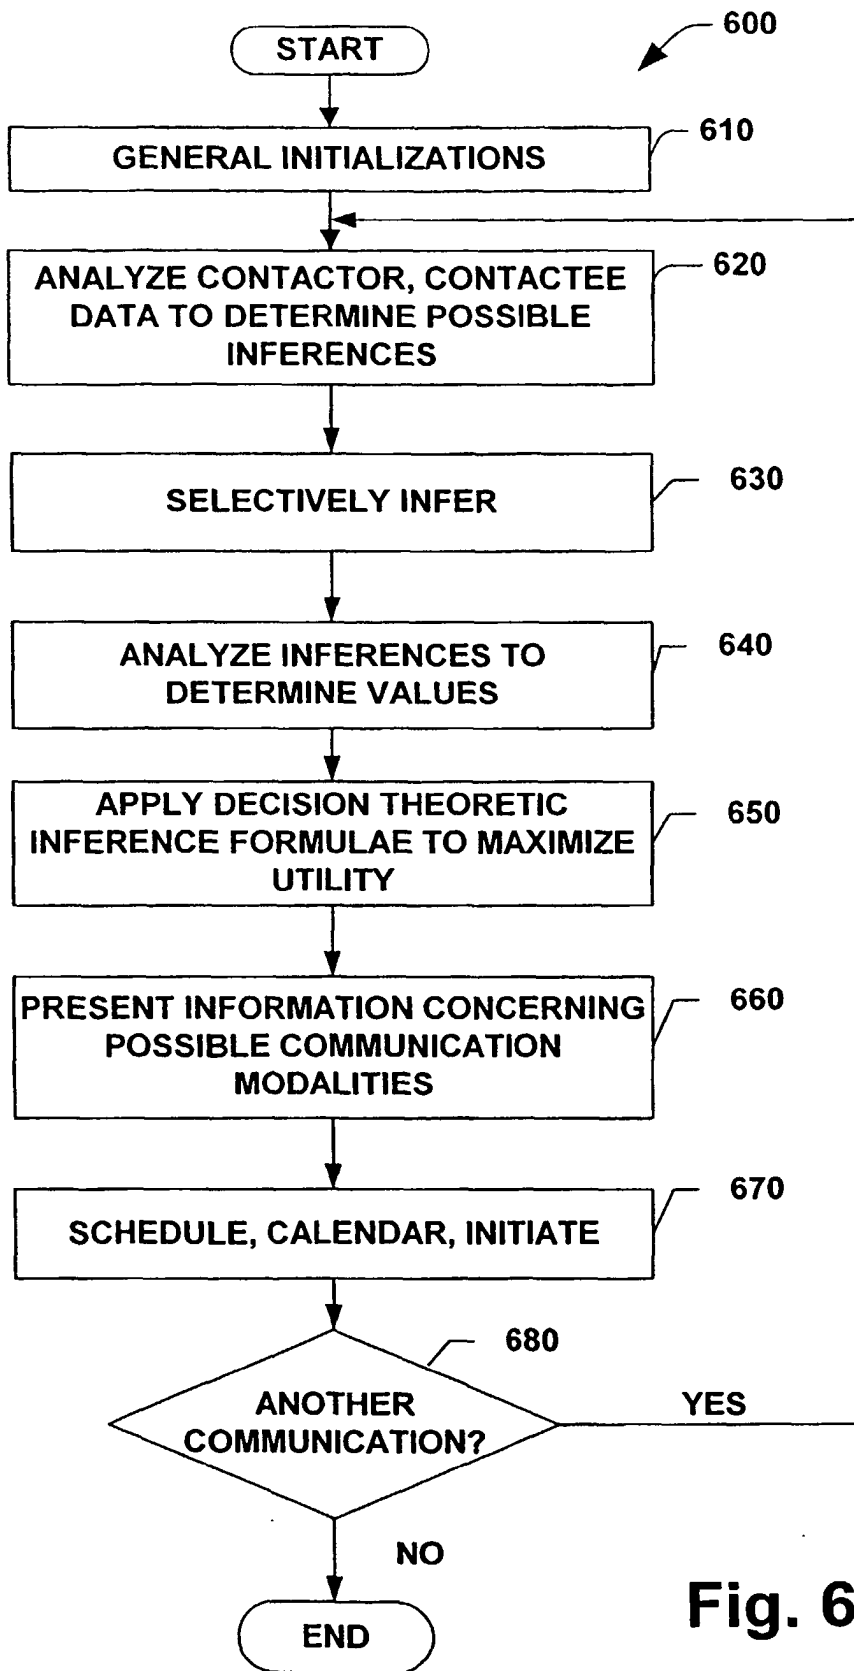 START
600
GENERAL INITIALIZATIONS
610
ANALYZE CONTACTOR, CONTACTEE
DATA TO DETERMINE POSSIBLE
INFERENCES
620
SELECTIVELY INFER
630
ANALYZE INFERENCES TO
DETERMINE VALUES
640
APPLY DECISION THEORETIC
INFERENCE FORMULAE TO MAXIMIZE
UTILITY
650
PRESENT INFORMATION CONCERNING
POSSIBLE COMMUNICATION
MODALITIES
660
SCHEDULE, CALENDAR, INITIATE
670
680
ANOTHER
COMMUNICATION?
YES
NO
END
Fig. 6